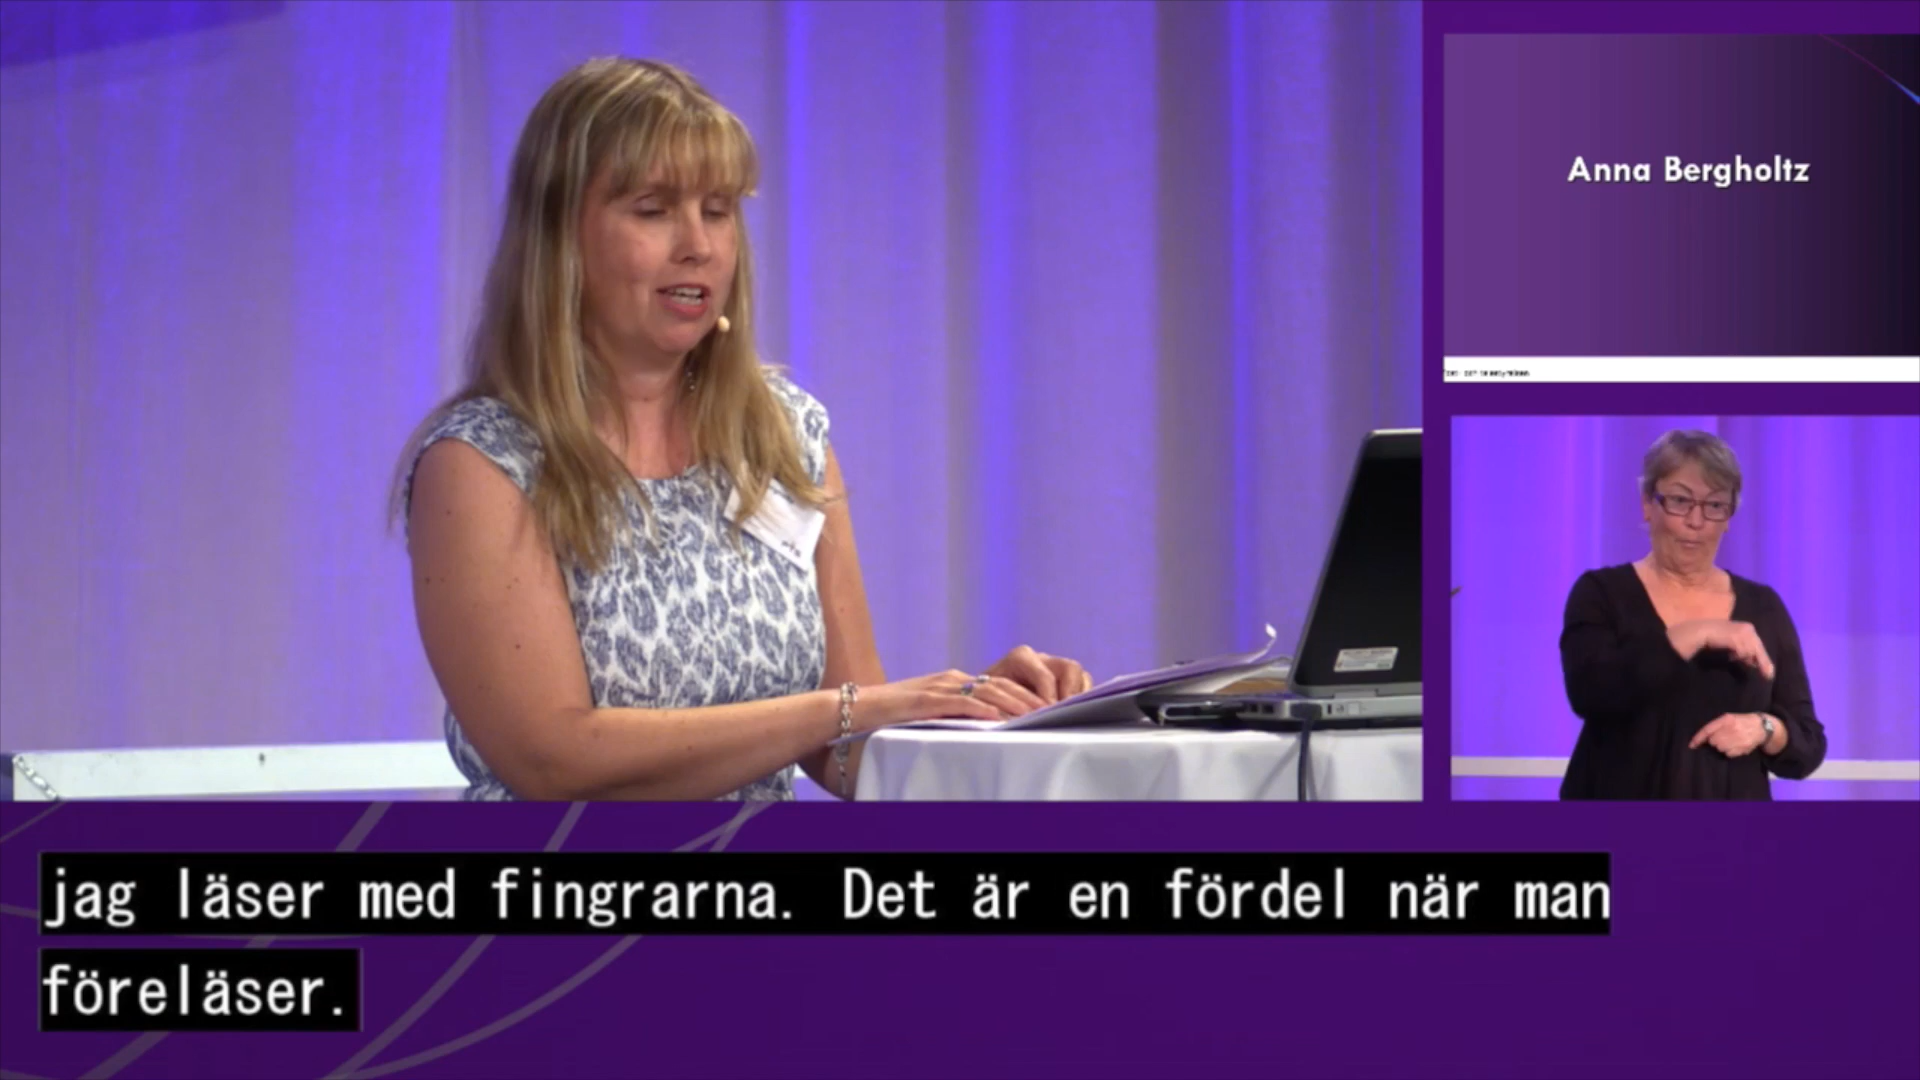 Anna Bergholtz
jag läser med fingrarna. Det är en fördel när man
föreläser.